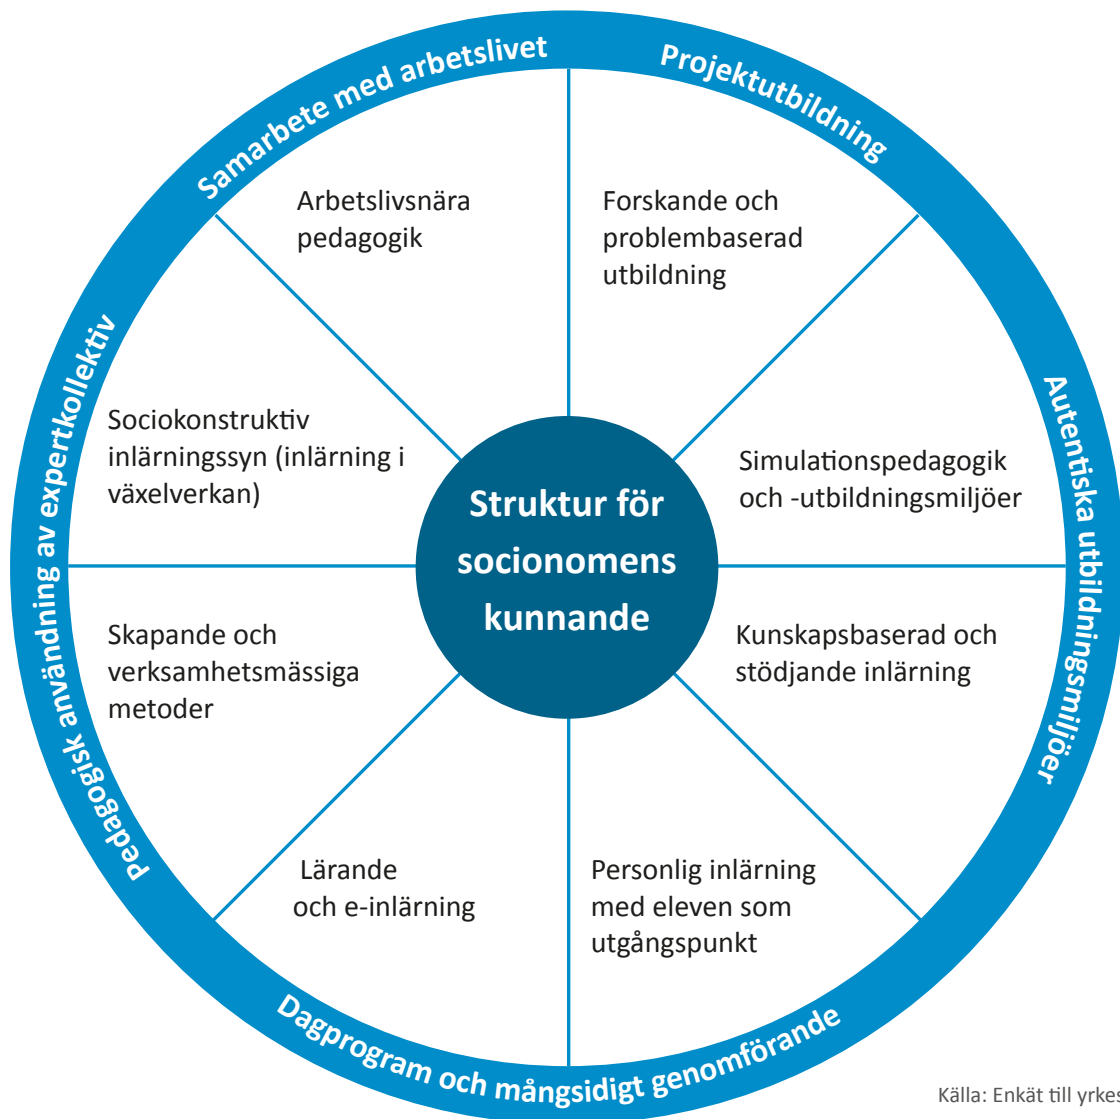 Samarbete med arbetslivet
Projektutbildning
Autentiska utbildningsmiljöer
Dagprogram och mångsidigt genomförande
Pedagogisk användning av expertkollektiv
Arbetslivsnära
pedagogik
Forskande och
problembaserad
utbildning
Sociokonstruktiv
inlärningssyn (inlärning i
växelverkan)
Simulationspedagogik
och -utbildningsmiljöer
Struktur för
socionomens
kunnande
Skapande och
verksamhetsmässiga
metoder
Kunskapsbaserad och
stödjande inlärning
Lärande
och e-inlärning
Personlig inlärning
med eleven som
utgångspunkt
Källa: Enkät till yrkes